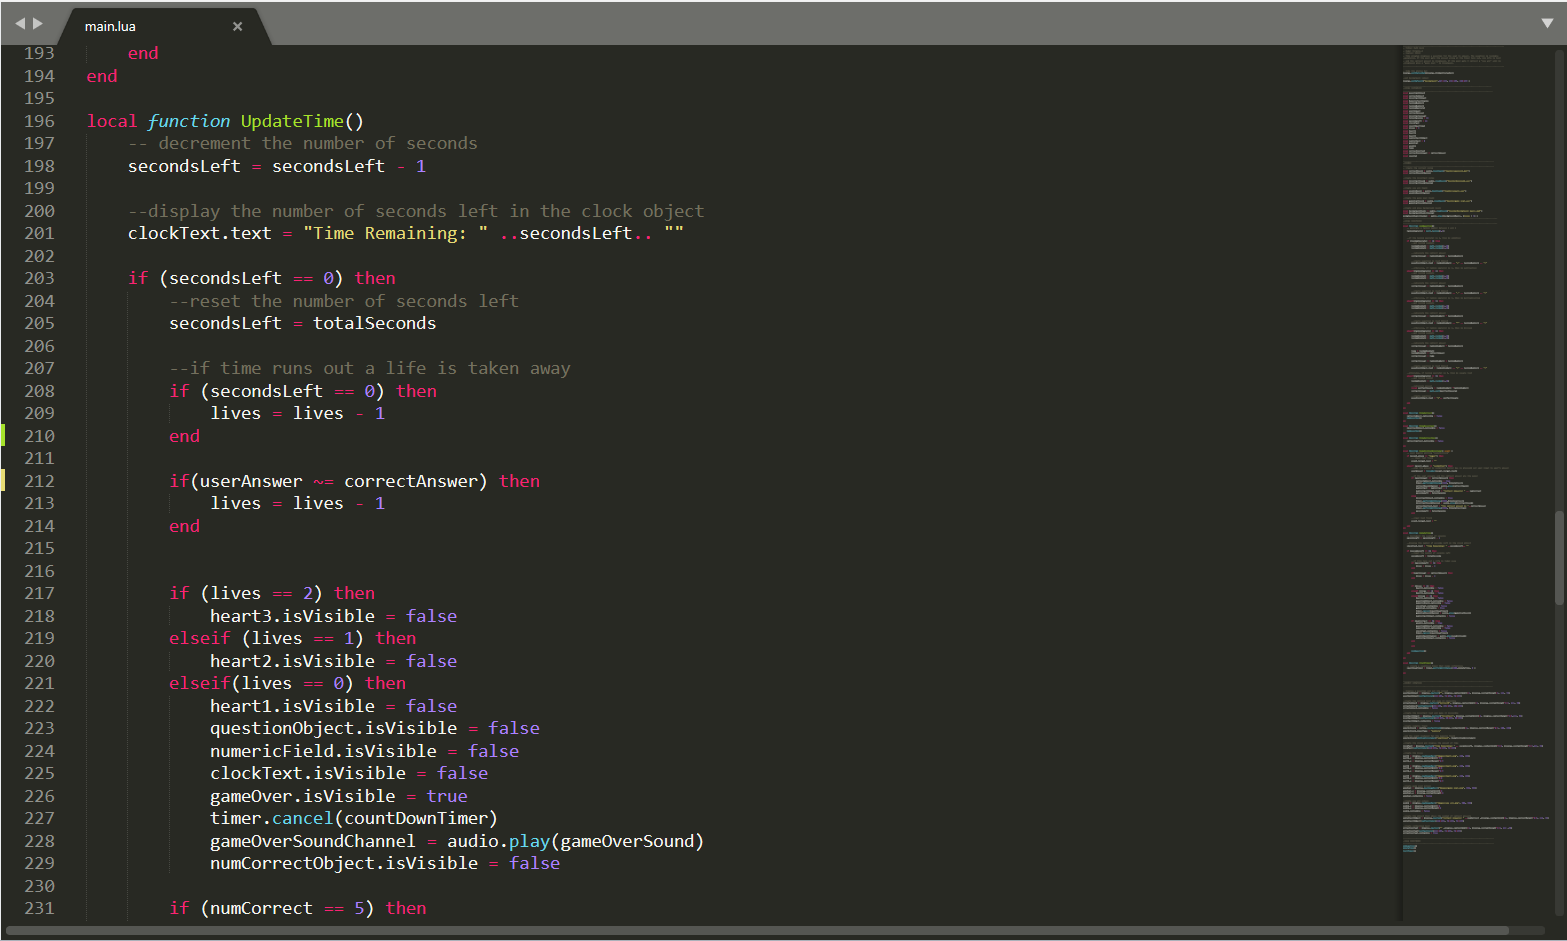 main.lua
193 end
194 end
195
196 local function UpdateTime()
197 -- decrement the number of seconds
198 secondsLeft = secondsLeft - 1
199
200 --display the number of seconds left in the clock object
201 clockText.text = "Time Remaining: " ..secondsLeft.. ""
202
203 if (secondsLeft == 0) then
204 --reset the number of seconds left
205 secondsLeft = totalSeconds
206
207 --if time runs out a life is taken away
208 if (secondsLeft == 0) then
209 lives = lives - 1
210 end
211
212 if(userAnswer ~= correctAnswer) then
213 lives = lives - 1
214 end
215
216
217 if (lives == 2) then
218 heart3.isVisible = false
219 elseif (lives == 1) then
220 heart2.isVisible = false
221 elseif(lives == 0) then
222 heart1.isVisible = false
223 questionObject.isVisible = false
224 numericField.isVisible = false
225 clockText.isVisible = false
226 gameOver.isVisible = true
227 timer.cancel(countDownTimer)
228 gameOverSoundChannel = audio.play(gameOverSound)
229 numCorrectObject.isVisible = false
230
231 if (numCorrect == 5) then